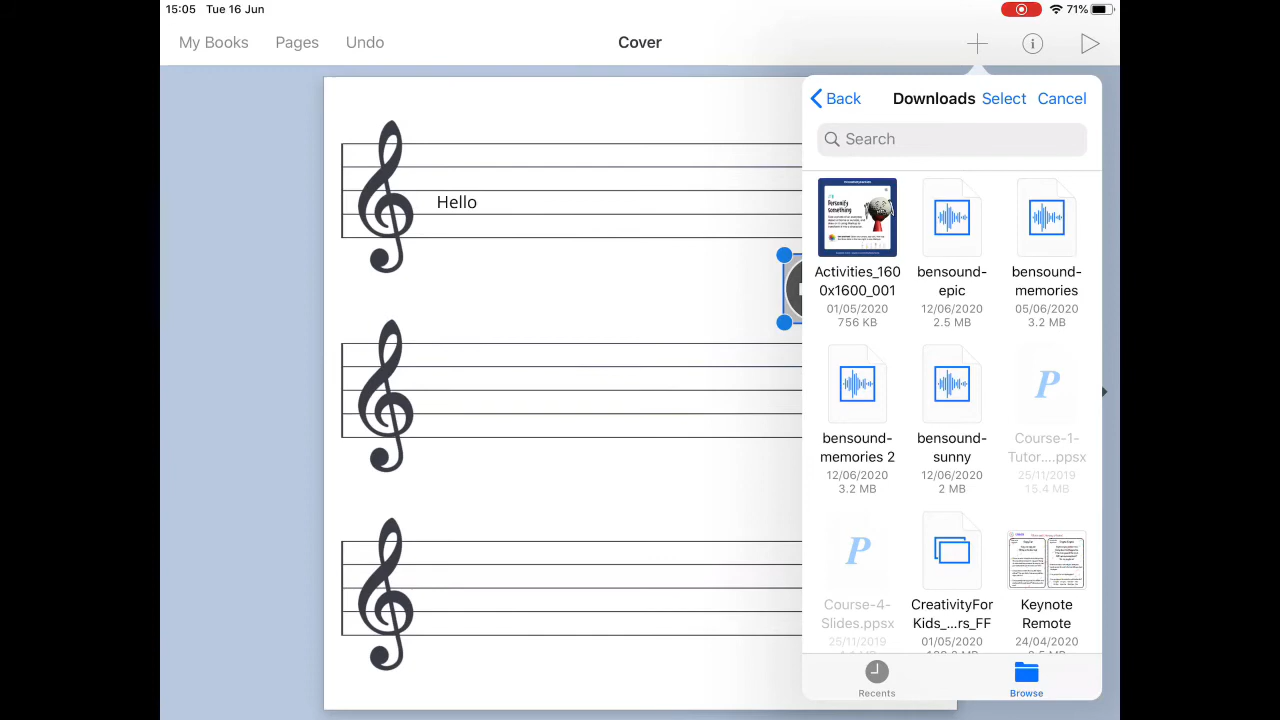 15:05 Tue 16 Jun
71%
My Books Pages Undo
Cover
Hello
Back Downloads Select Cancel
Search
Personify
something
Activities_160
0x1600_001
01/05/2020
756 KB
bensound-
epic
12/06/2020
2.5 MB
bensound-
memories
05/06/2020
3.2 MB
bensound-
memories 2
12/06/2020
3.2 MB
bensound-
sunny
12/06/2020
2 MB
P
Course-1-
Tutor....ppsx
25/11/2019
15.4 MB
P
Course-4-
Slides.ppsx
25/11/2019
CreativityFor
Kids_...rs_FF
01/05/2020
Keynote
Remote
24/04/2020
Recents
Browse